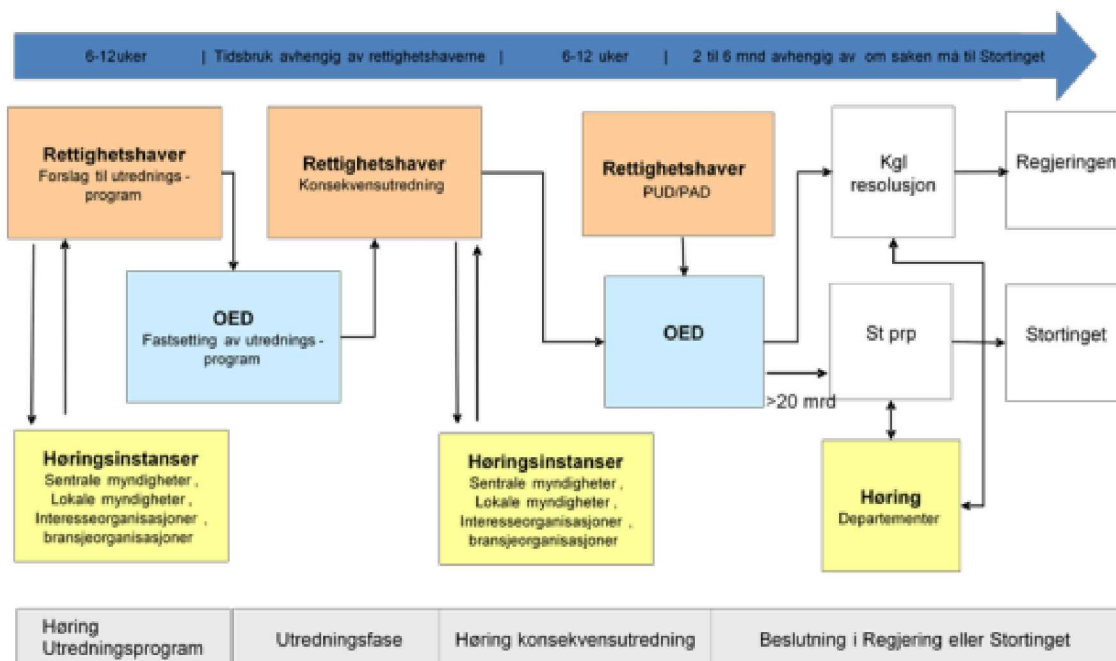 6-12uker | Tidsbruk avhengig av rettighetshaverne | 6-12 uker | 2 til 6 mnd avhengig av om saken må til Stortinget
Rettighetshaver
Forslag til utrednings -
program
Rettighetshaver
Konsekvensutredning
Rettighetshaver
PUD/PAD
Kgl
resolusjon
Regjeringen
OED
Fastsetting av utrednings -
program
OED
St prp
Stortinget
>20 mrd
Høringsinstanser
Sentrale myndigheter ,
Lokale myndigheter ,
Interesseorganisasjoner ,
bransjeorganisasjoner
Høringsinstanser
Sentrale myndigheter ,
Lokale myndigheter ,
Interesseorganisasjoner ,
bransjeorganisasjoner
Høring
Departementer
Høring
Utredningsprogram
Utredningsfase
Høring konsekvensutredning
Beslutning i Regjering eller Stortinget